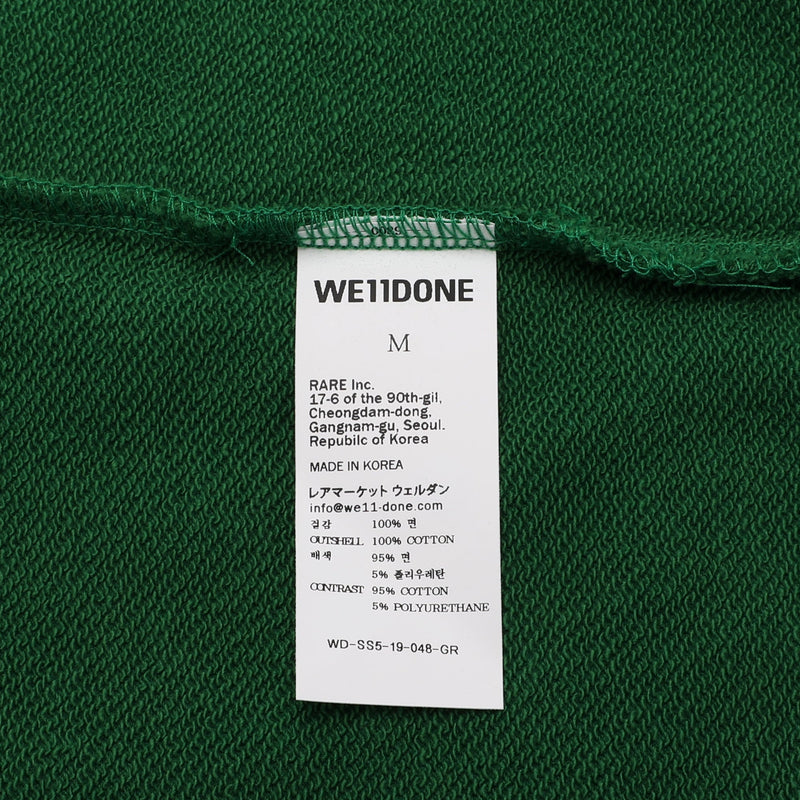 WE11DONE
M
RARE Inc.
17-6 of the 90th-gil,
Cheongdam-dong,
Gangnam-gu, Seoul.
Republic of Korea
MADE IN KOREA
レアマーケット ウェルダン
info@we11-done.com
겉감 100% 면
OUTSHELL 100% COTTON
배색 95% 면
5% 폴리우레탄
CONTRAST 95% COTTON
5% POLYURETHANE
WD-SS5-19-048-GR